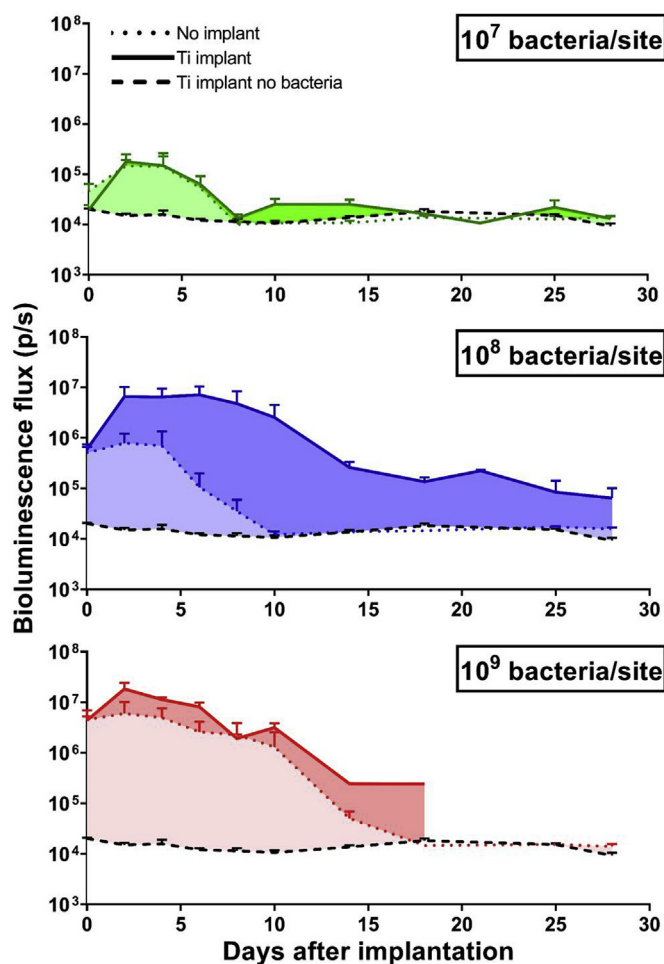 Bioluminescence flux (p/s)
10⁷ bacteria/site
No implant
Ti implant
Ti implant no bacteria
10⁸
10⁷
10⁶
10⁵
10⁴
10³
0 5 10 15 20 25 30
10⁸ bacteria/site
10⁸
10⁷
10⁶
10⁵
10⁴
10³
0 5 10 15 20 25 30
10⁹ bacteria/site
10⁸
10⁷
10⁶
10⁵
10⁴
10³
0 5 10 15 20 25 30
Days after implantation